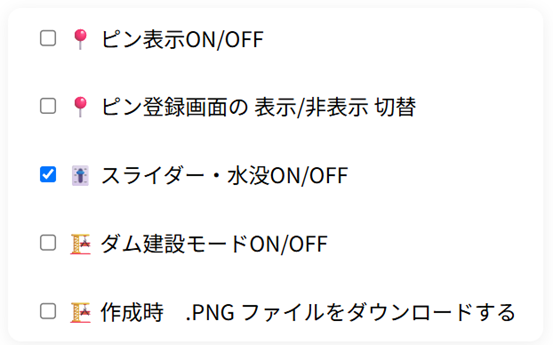 📍 ピン表示ON/OFF
📍 ピン登録画面の 表示/非表示 切替
🎚️ スライダー・水没ON/OFF
🏗️ ダム建設モードON/OFF
🏗️ 作成時　.PNG ファイルをダウンロードする